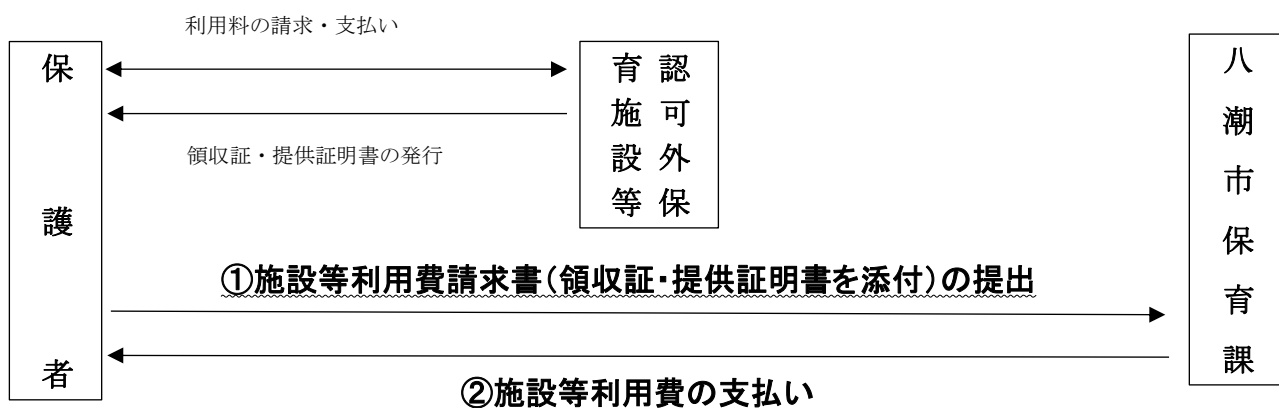 利用料の請求・支払い
保護者
認可外保
育施設等
八潮市保育課
領収証・提供証明書の発行
①施設等利用費請求書(領収証・提供証明書を添付)の提出
②施設等利用費の支払い